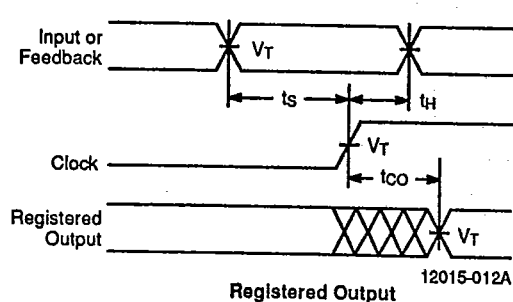 Input or
Feedback
VT
tS
tH
VT
Clock
tCO
Registered
Output
VT
12015-012A
Registered Output